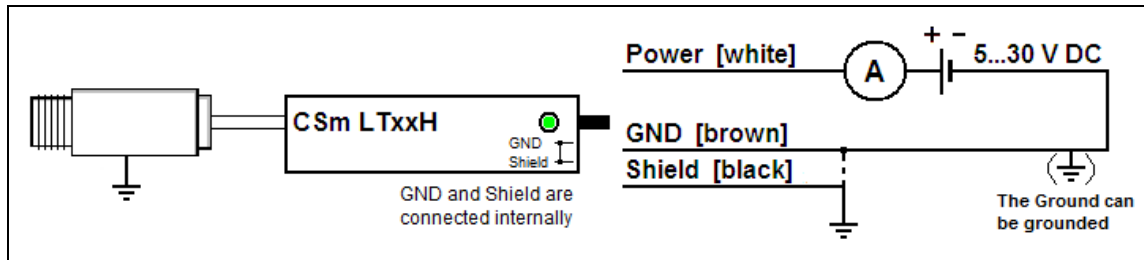 Power [white]
+ -
5...30 V DC
A
CSm LTxxH
GND
Shield
GND [brown]
Shield [black]
GND and Shield are
connected internally
The Ground can
be grounded